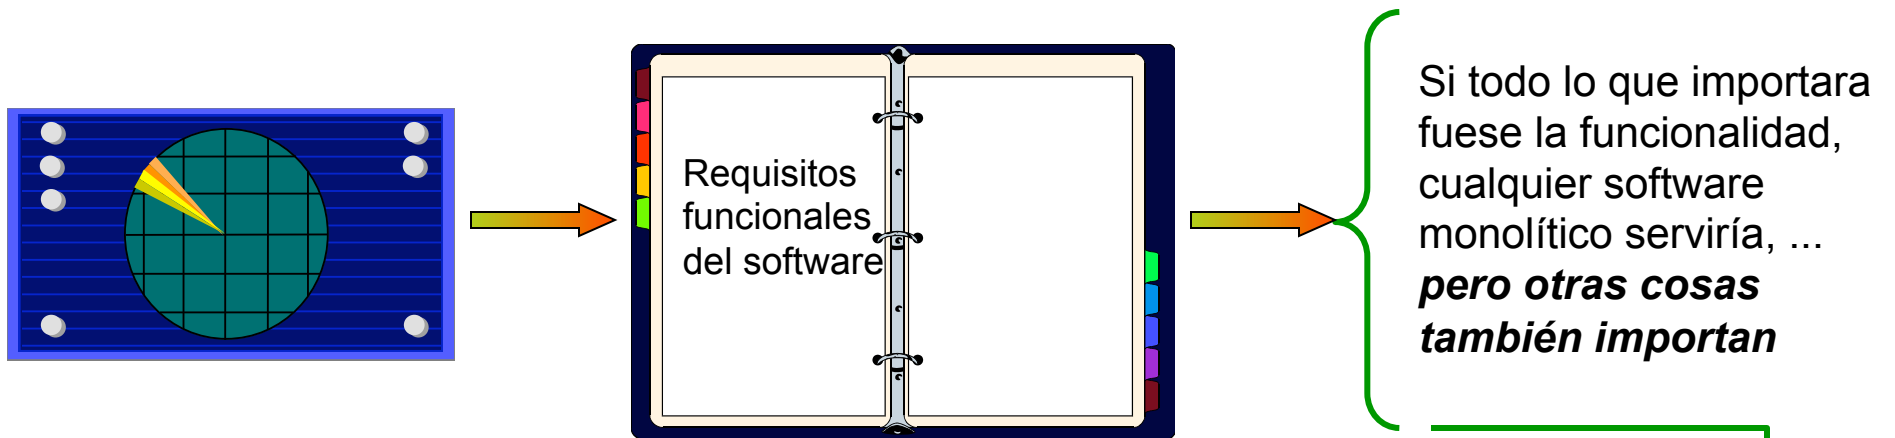 Requisitos
funcionales
del software
Si todo lo que importara
fuese la funcionalidad,
cualquier software
monolítico serviría, ...
pero otras cosas
también importan